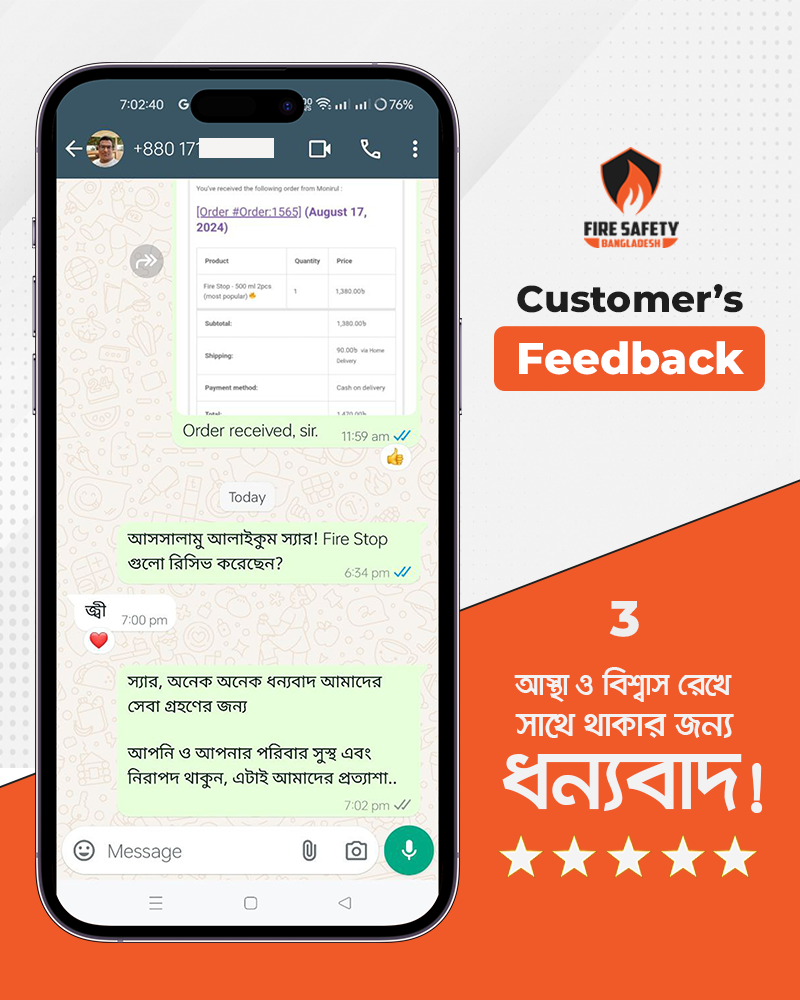 7:02:40 G 76%
+880 171
You've received the following order from Monirul :
[Order #Order:1565] (August 17,
2024)
Product Quantity Price
Fire Stop - 500 ml 2pcs
(most popular) 🔥 1 1,380.00৳
Subtotal: 1,380.00৳
Shipping: 90.00৳ via Home
Delivery
Payment method: Cash on delivery
Total: 1,470.00৳
Order received, sir. 11:59 am
👍
Today
আসসালামু আলাইকুম স্যার! Fire Stop
গুলো রিসিভ করেছেন?
6:34 pm
জ্বী 7:00 pm
❤️
স্যার, অনেক অনেক ধন্যবাদ আমাদের
সেবা গ্রহণের জন্য
আপনি ও আপনার পরিবার সুস্থ এবং
নিরাপদ থাকুন, এটাই আমাদের প্রত্যাশা..
7:02 pm
Message
FIRE SAFETY
BANGLADESH
Customer's
Feedback
3
আস্থা ও বিশ্বাস রেখে
সাথে থাকার জন্য
ধন্যবাদ!